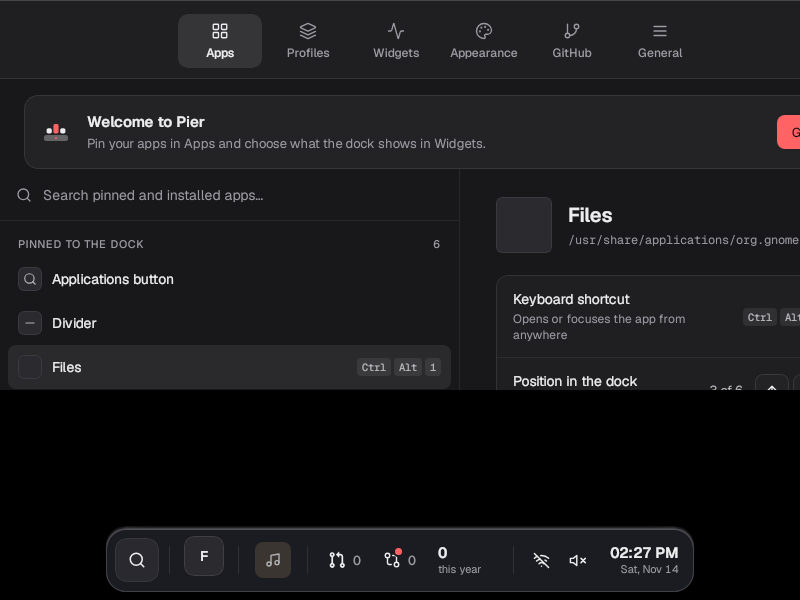 Apps
Profiles
Widgets
Appearance
GitHub
General
Welcome to Pier
Pin your apps in Apps and choose what the dock shows in Widgets.
Search pinned and installed apps...
PINNED TO THE DOCK 6
Applications button
Divider
Files Ctrl Alt 1
Files
/usr/share/applications/org.gnome
Keyboard shortcut
Opens or focuses the app from
anywhere
Ctrl Alt
Position in the dock
3 of 6
F
0
0
0
this year
02:27 PM
Sat, Nov 14